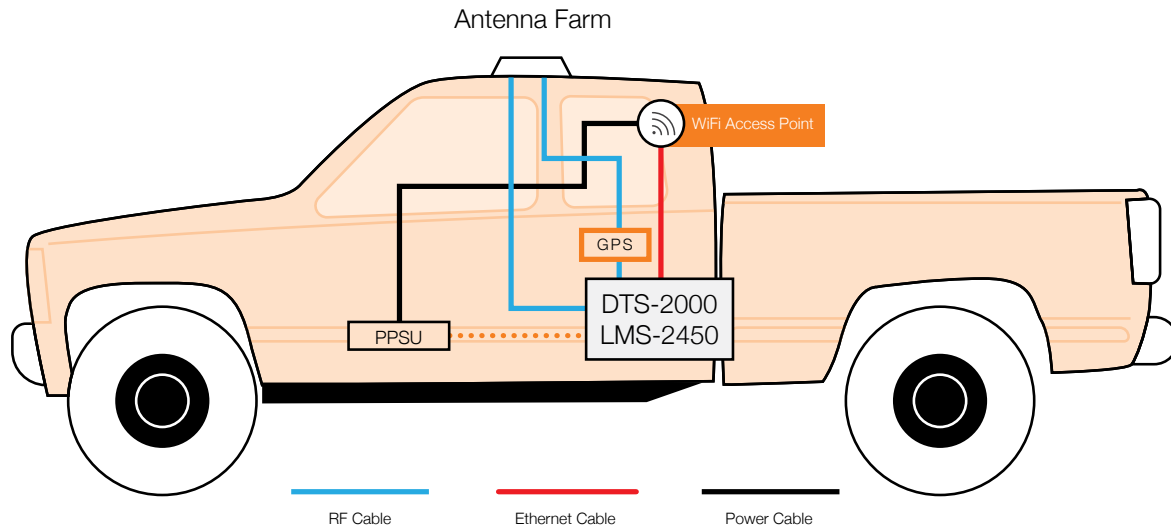 Antenna Farm
WiFi Access Point
GPS
DTS-2000
LMS-2450
PPSU
RF Cable
Ethernet Cable
Power Cable